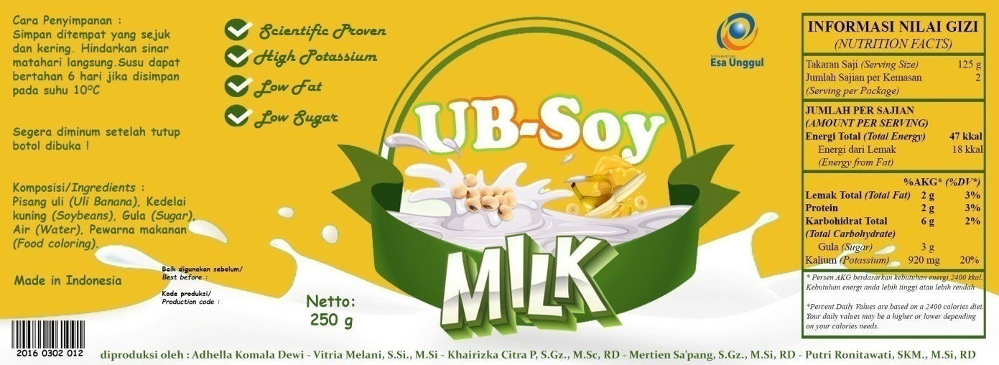 Cara Penyimpanan :
Simpan ditempat yang sejuk
dan kering. Hindarkan sinar
matahari langsung.Susu dapat
bertahan 6 hari jika disimpan
pada suhu 10°C
Segera diminum setelah tutup
botol dibuka !
Komposisi/Ingredients :
Pisang uli (Uli Banana), Kedelai
kuning (Soybeans), Gula (Sugar),
Air (Water), Pewarna makanan
(Food coloring).
Made in Indonesia
Baik digunakan sebelum/
Best before :
Kode produksi/
Production code :
2016 0302 012
Scientific Proven
High Potassium
Low Fat
Low Sugar
Netto:
250 g
UB-Soy
MILK
Universitas
Esa Unggul
INFORMASI NILAI GIZI
(NUTRITION FACTS)
Takaran Saji (Serving Size) 125 g
Jumlah Sajian per Kemasan 2
(Serving per Package)
JUMLAH PER SAJIAN
(AMOUNT PER SERVING)
Energi Total (Total Energy) 47 kkal
Energi dari Lemak 18 kkal
(Energy from Fat)
%AKG* (%DV*)
Lemak Total (Total Fat) 2 g 3%
Protein 2 g 3%
Karbohidrat Total 6 g 2%
(Total Carbohydrate)
Gula (Sugar) 3 g
Kalium (Potassium) 920 mg 20%
* Persen AKG berdasarkan kebutuhan energi 2400 kkal.
Kebutuhan energi anda lebih tinggi atau lebih rendah
*Percent Daily Values are based on a 2400 calories diet.
Your daily values may be a higher or lower depending
on your calories needs.
diproduksi oleh : Adhella Komala Dewi - Vitria Melani, S.Si., M.Si - Khairizka Citra P, S.Gz., M.Sc, RD - Mertien Sa'pang, S.Gz., M.Si, RD - Putri Ronitawati, SKM., M.Si, RD